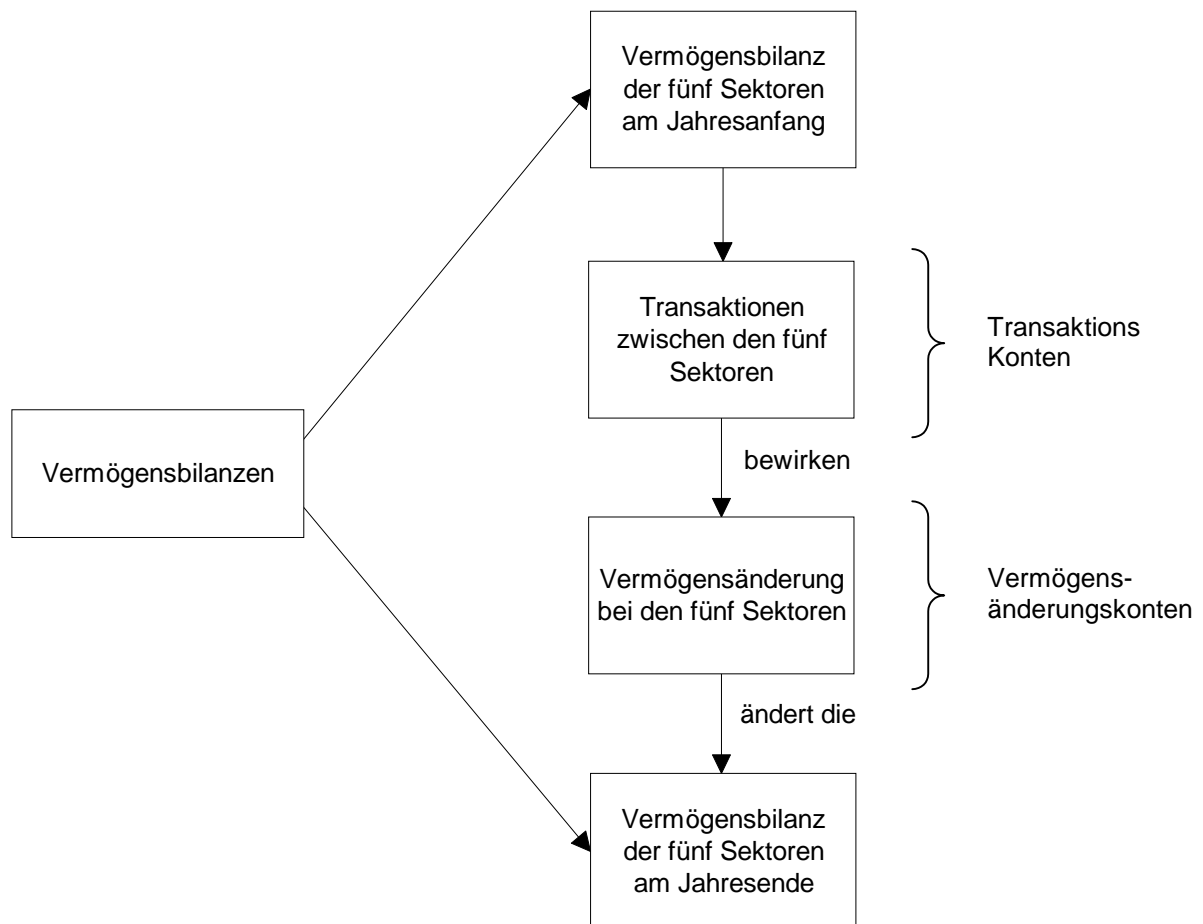 Vermögensbilanz
der fünf Sektoren
am Jahresanfang
Transaktionen
zwischen den fünf
Sektoren
Transaktions
Konten
bewirken
Vermögensbilanzen
Vermögensänderung
bei den fünf Sektoren
Vermögens-
änderungskonten
ändert die
Vermögensbilanz
der fünf Sektoren
am Jahresende